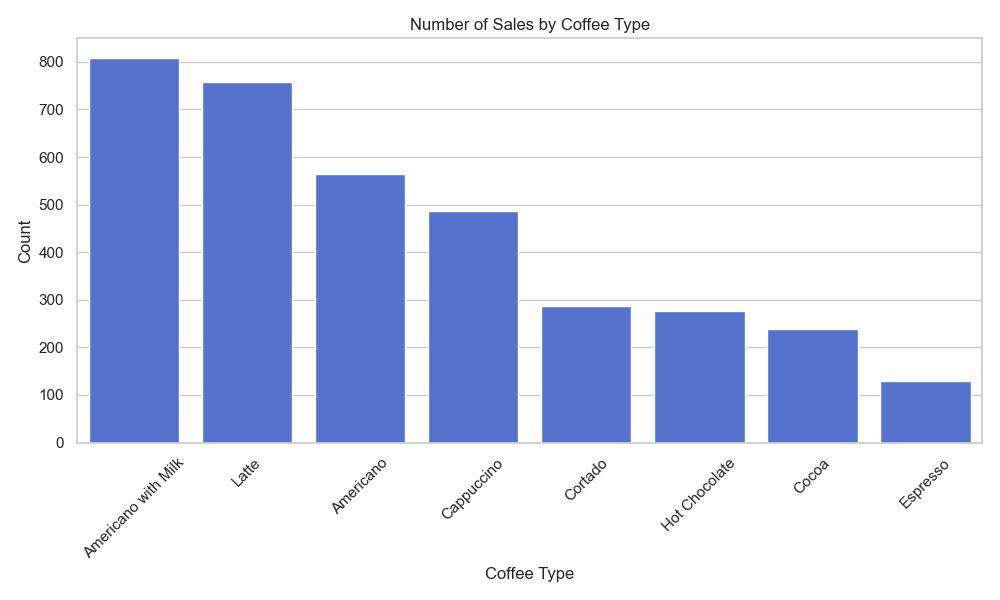 Number of Sales by Coffee Type
Count
800
700
600
500
400
300
200
100
0
Americano with Milk
Latte
Americano
Cappuccino
Cortado
Hot Chocolate
Cocoa
Espresso
Coffee Type